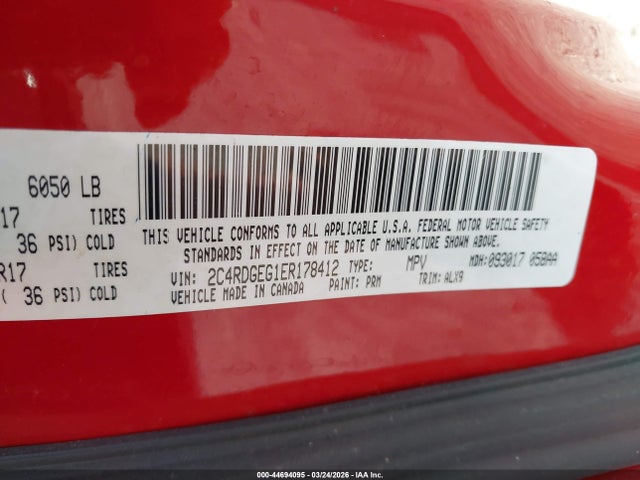 6050 LB
17 TIRES
36 PSI) COLD
R17 TIRES
( 36 PSI) COLD
THIS VEHICLE CONFORMS TO ALL APPLICABLE U.S.A. FEDERAL MOTOR VEHICLE SAFETY
STANDARDS IN EFFECT ON THE DATE OF MANUFACTURE SHOWN ABOVE.
VIN: 2C4RDGEG1ER178412 TYPE: MPV MDH: 093017 058AA
VEHICLE MADE IN CANADA PAINT: PRM TRIM: ALX9
000-44694095 | 03/24/2026 | IAA Inc.